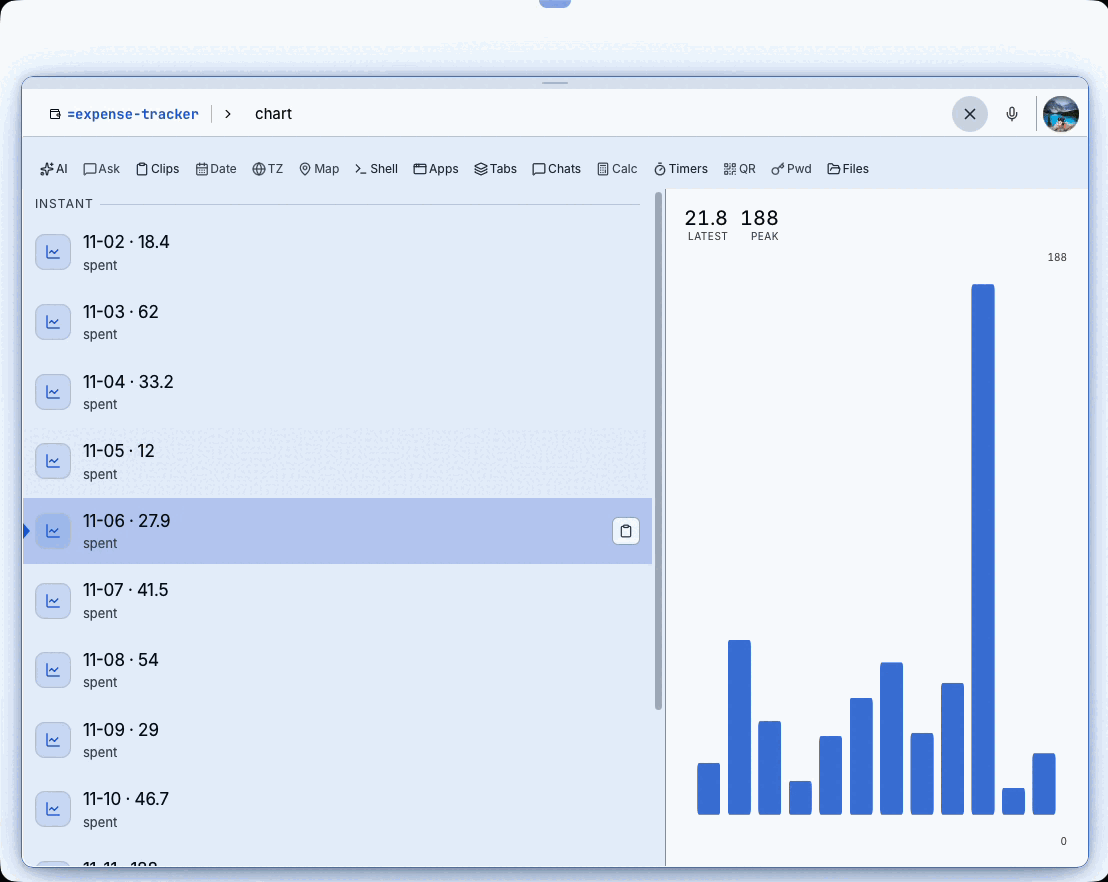 =expense-tracker > chart
AI Ask Clips Date TZ Map Shell Apps Tabs Chats Calc Timers QR Pwd Files
INSTANT
11-02 · 18.4
spent
11-03 · 62
spent
11-04 · 33.2
spent
11-05 · 12
spent
11-06 · 27.9
spent
11-07 · 41.5
spent
11-08 · 54
spent
11-09 · 29
spent
11-10 · 46.7
spent
11-11 · 188
21.8 188
LATEST PEAK
188
0